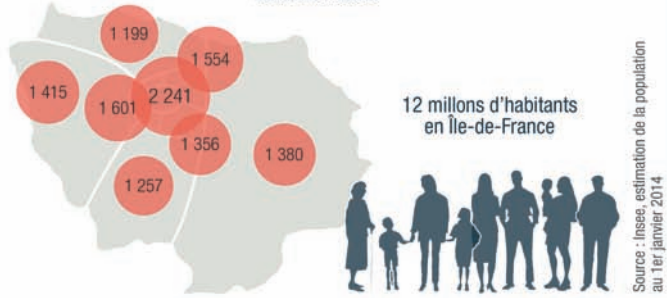 1 199
1 554
1 415
1 601
2 241
1 356
1 380
1 257
12 millions d'habitants
en Île-de-France
Source : Insee, estimation de la population
au 1er janvier 2014